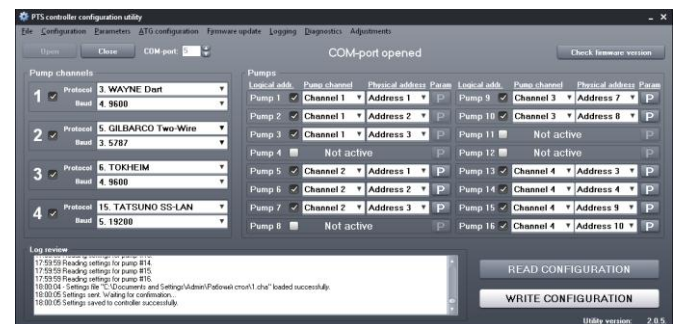 PTS controller configuration utility
File Configuration Parameters ATG configuration Firmware update Logging Diagnostics Adjustments
Open Close COM-port: 5 COM-port opened Check firmware version
Pump channels
1 Protocol 3. WAYNE Dart
Baud 4. 9600
2 Protocol 5. GILBARCO Two-Wire
Baud 3. 5787
3 Protocol 6. TOKHEIM
Baud 4. 9600
4 Protocol 15. TATSUNO SS-LAN
Baud 5. 19200
Pumps
Logical addr. Pump channel Physical address Param Logical addr. Pump channel Physical address Param
Pump 1 Channel 1 Address 1 P Pump 9 Channel 3 Address 7 P
Pump 2 Channel 1 Address 2 P Pump 10 Channel 3 Address 8 P
Pump 3 Channel 1 Address 3 P Pump 11 Not active P
Pump 4 Not active P Pump 12 Not active P
Pump 5 Channel 2 Address 1 P Pump 13 Channel 4 Address 3 P
Pump 6 Channel 2 Address 2 P Pump 14 Channel 4 Address 4 P
Pump 7 Channel 2 Address 3 P Pump 15 Channel 4 Address 9 P
Pump 8 Not active P Pump 16 Channel 4 Address 10 P
Log review
17:59:59 Reading settings for pump #14.
17:59:59 Reading settings for pump #15.
17:59:59 Reading settings for pump #16.
18:00:04 - Settings file "C:\Documents and Settings\Admin\Рабочий стол\1.cha" loaded successfully.
18:00:05 Settings sent. Waiting for confirmation...
18:00:05 Settings saved to controller successfully.
READ CONFIGURATION
WRITE CONFIGURATION
Utility version: 2.0.5.